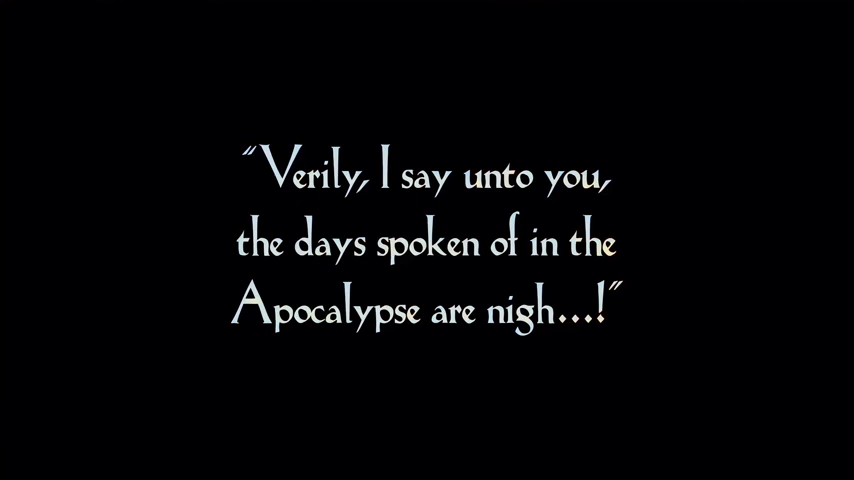 “Verily, I say unto you,
the days spoken of in the
Apocalypse are nigh...!”